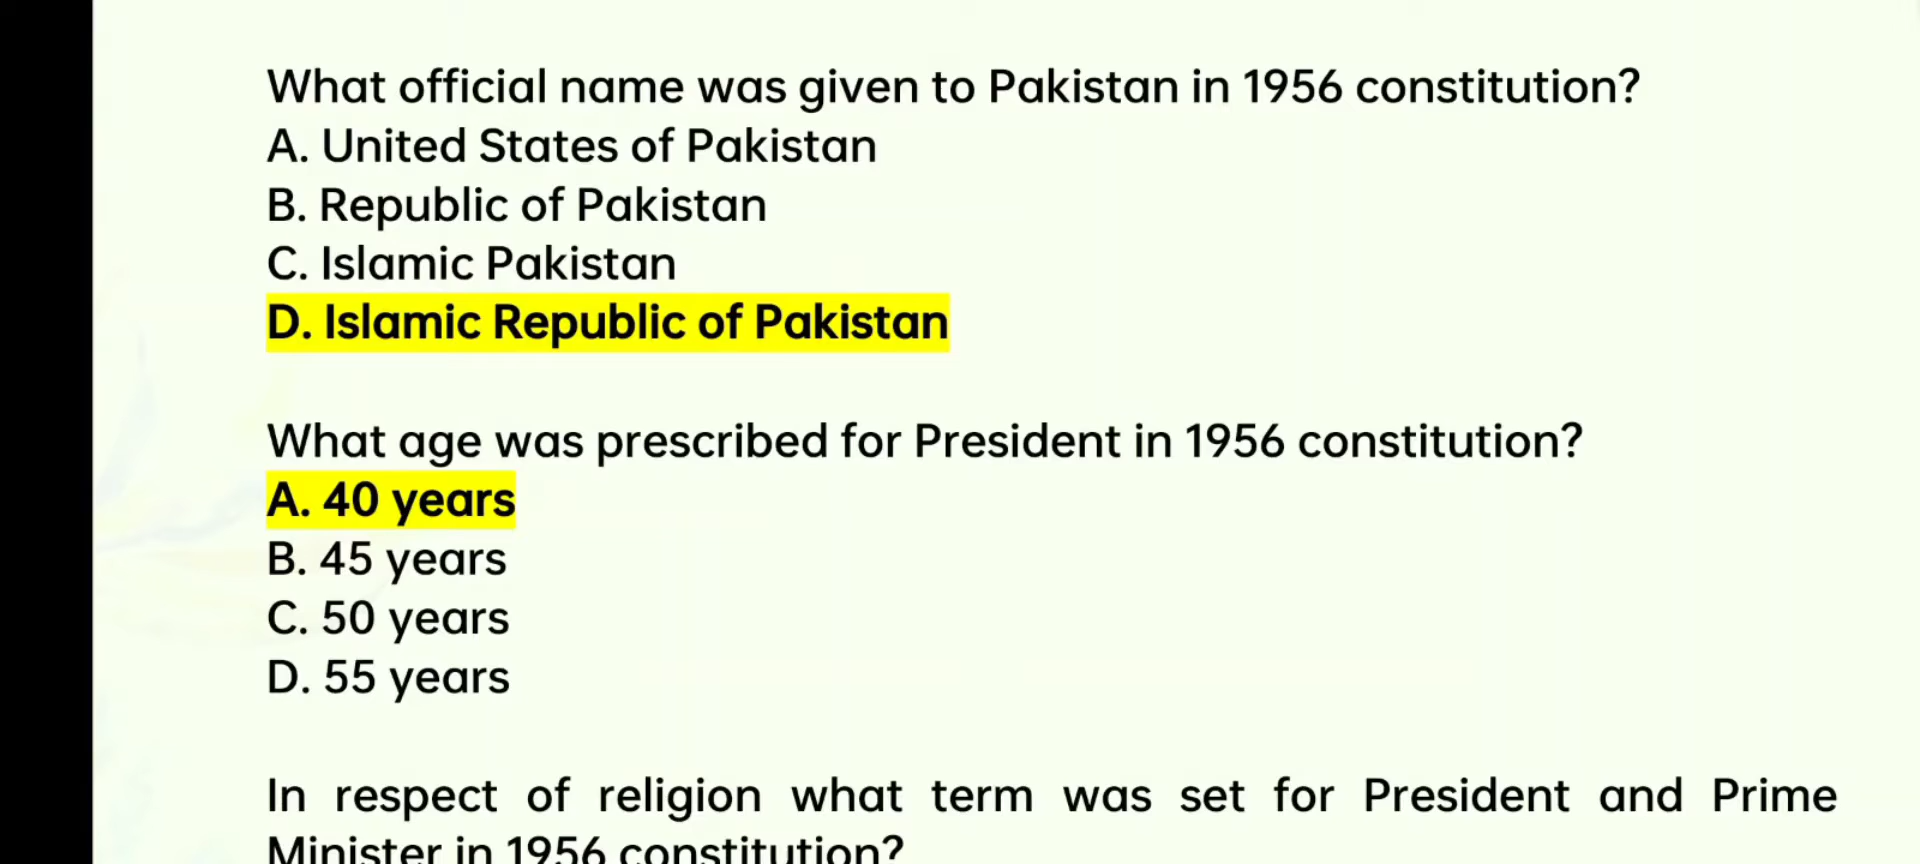 What official name was given to Pakistan in 1956 constitution?
A. United States of Pakistan
B. Republic of Pakistan
C. Islamic Pakistan
D. Islamic Republic of Pakistan
What age was prescribed for President in 1956 constitution?
A. 40 years
B. 45 years
C. 50 years
D. 55 years
In respect of religion what term was set for President and Prime
Minister in 1956 constitution?